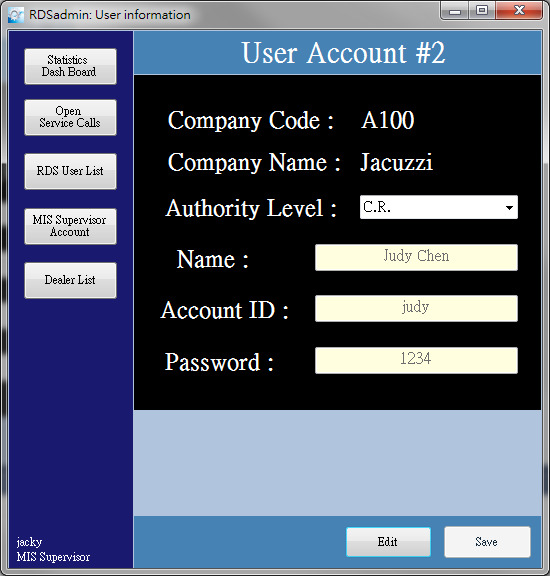 RDSadmin: User information
User Account #2
Statistics
Dash Board
Open
Service Calls
RDS User List
MIS Supervisor
Account
Dealer List
Company Code : A100
Company Name : Jacuzzi
Authority Level : C.R.
Name : Judy Chen
Account ID : judy
Password : 1234
jacky
MIS Supervisor
Edit
Save